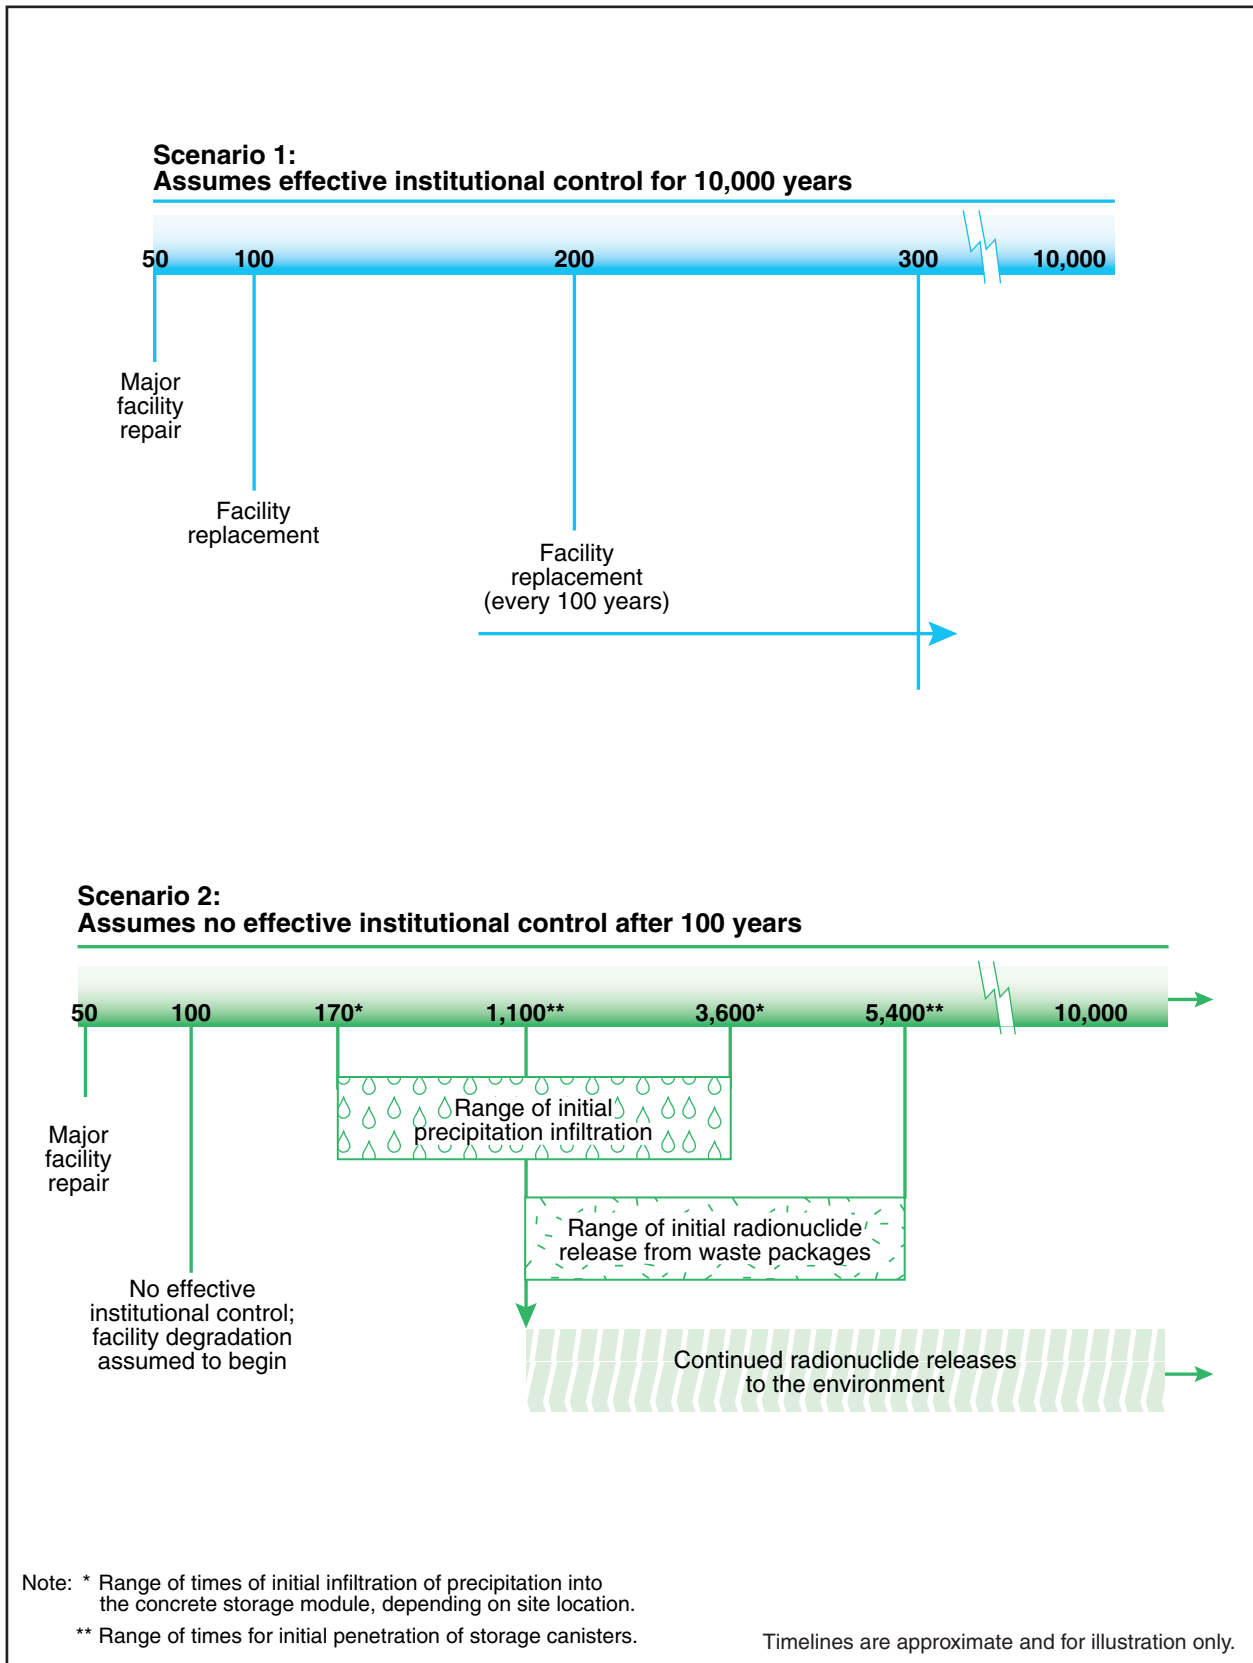 Scenario 1:
Assumes effective institutional control for 10,000 years
50 100 200 300 10,000
Major
facility
repair
Facility
replacement
Facility
replacement
(every 100 years)
Scenario 2:
Assumes no effective institutional control after 100 years
50 100 170* 1,100** 3,600* 5,400** 10,000
Range of initial
precipitation infiltration
Major
facility
repair
Range of initial radionuclide
release from waste packages
No effective
institutional control;
facility degradation
assumed to begin
Continued radionuclide releases
to the environment
Note: * Range of times of initial infiltration of precipitation into
the concrete storage module, depending on site location.
** Range of times for initial penetration of storage canisters.
Timelines are approximate and for illustration only.